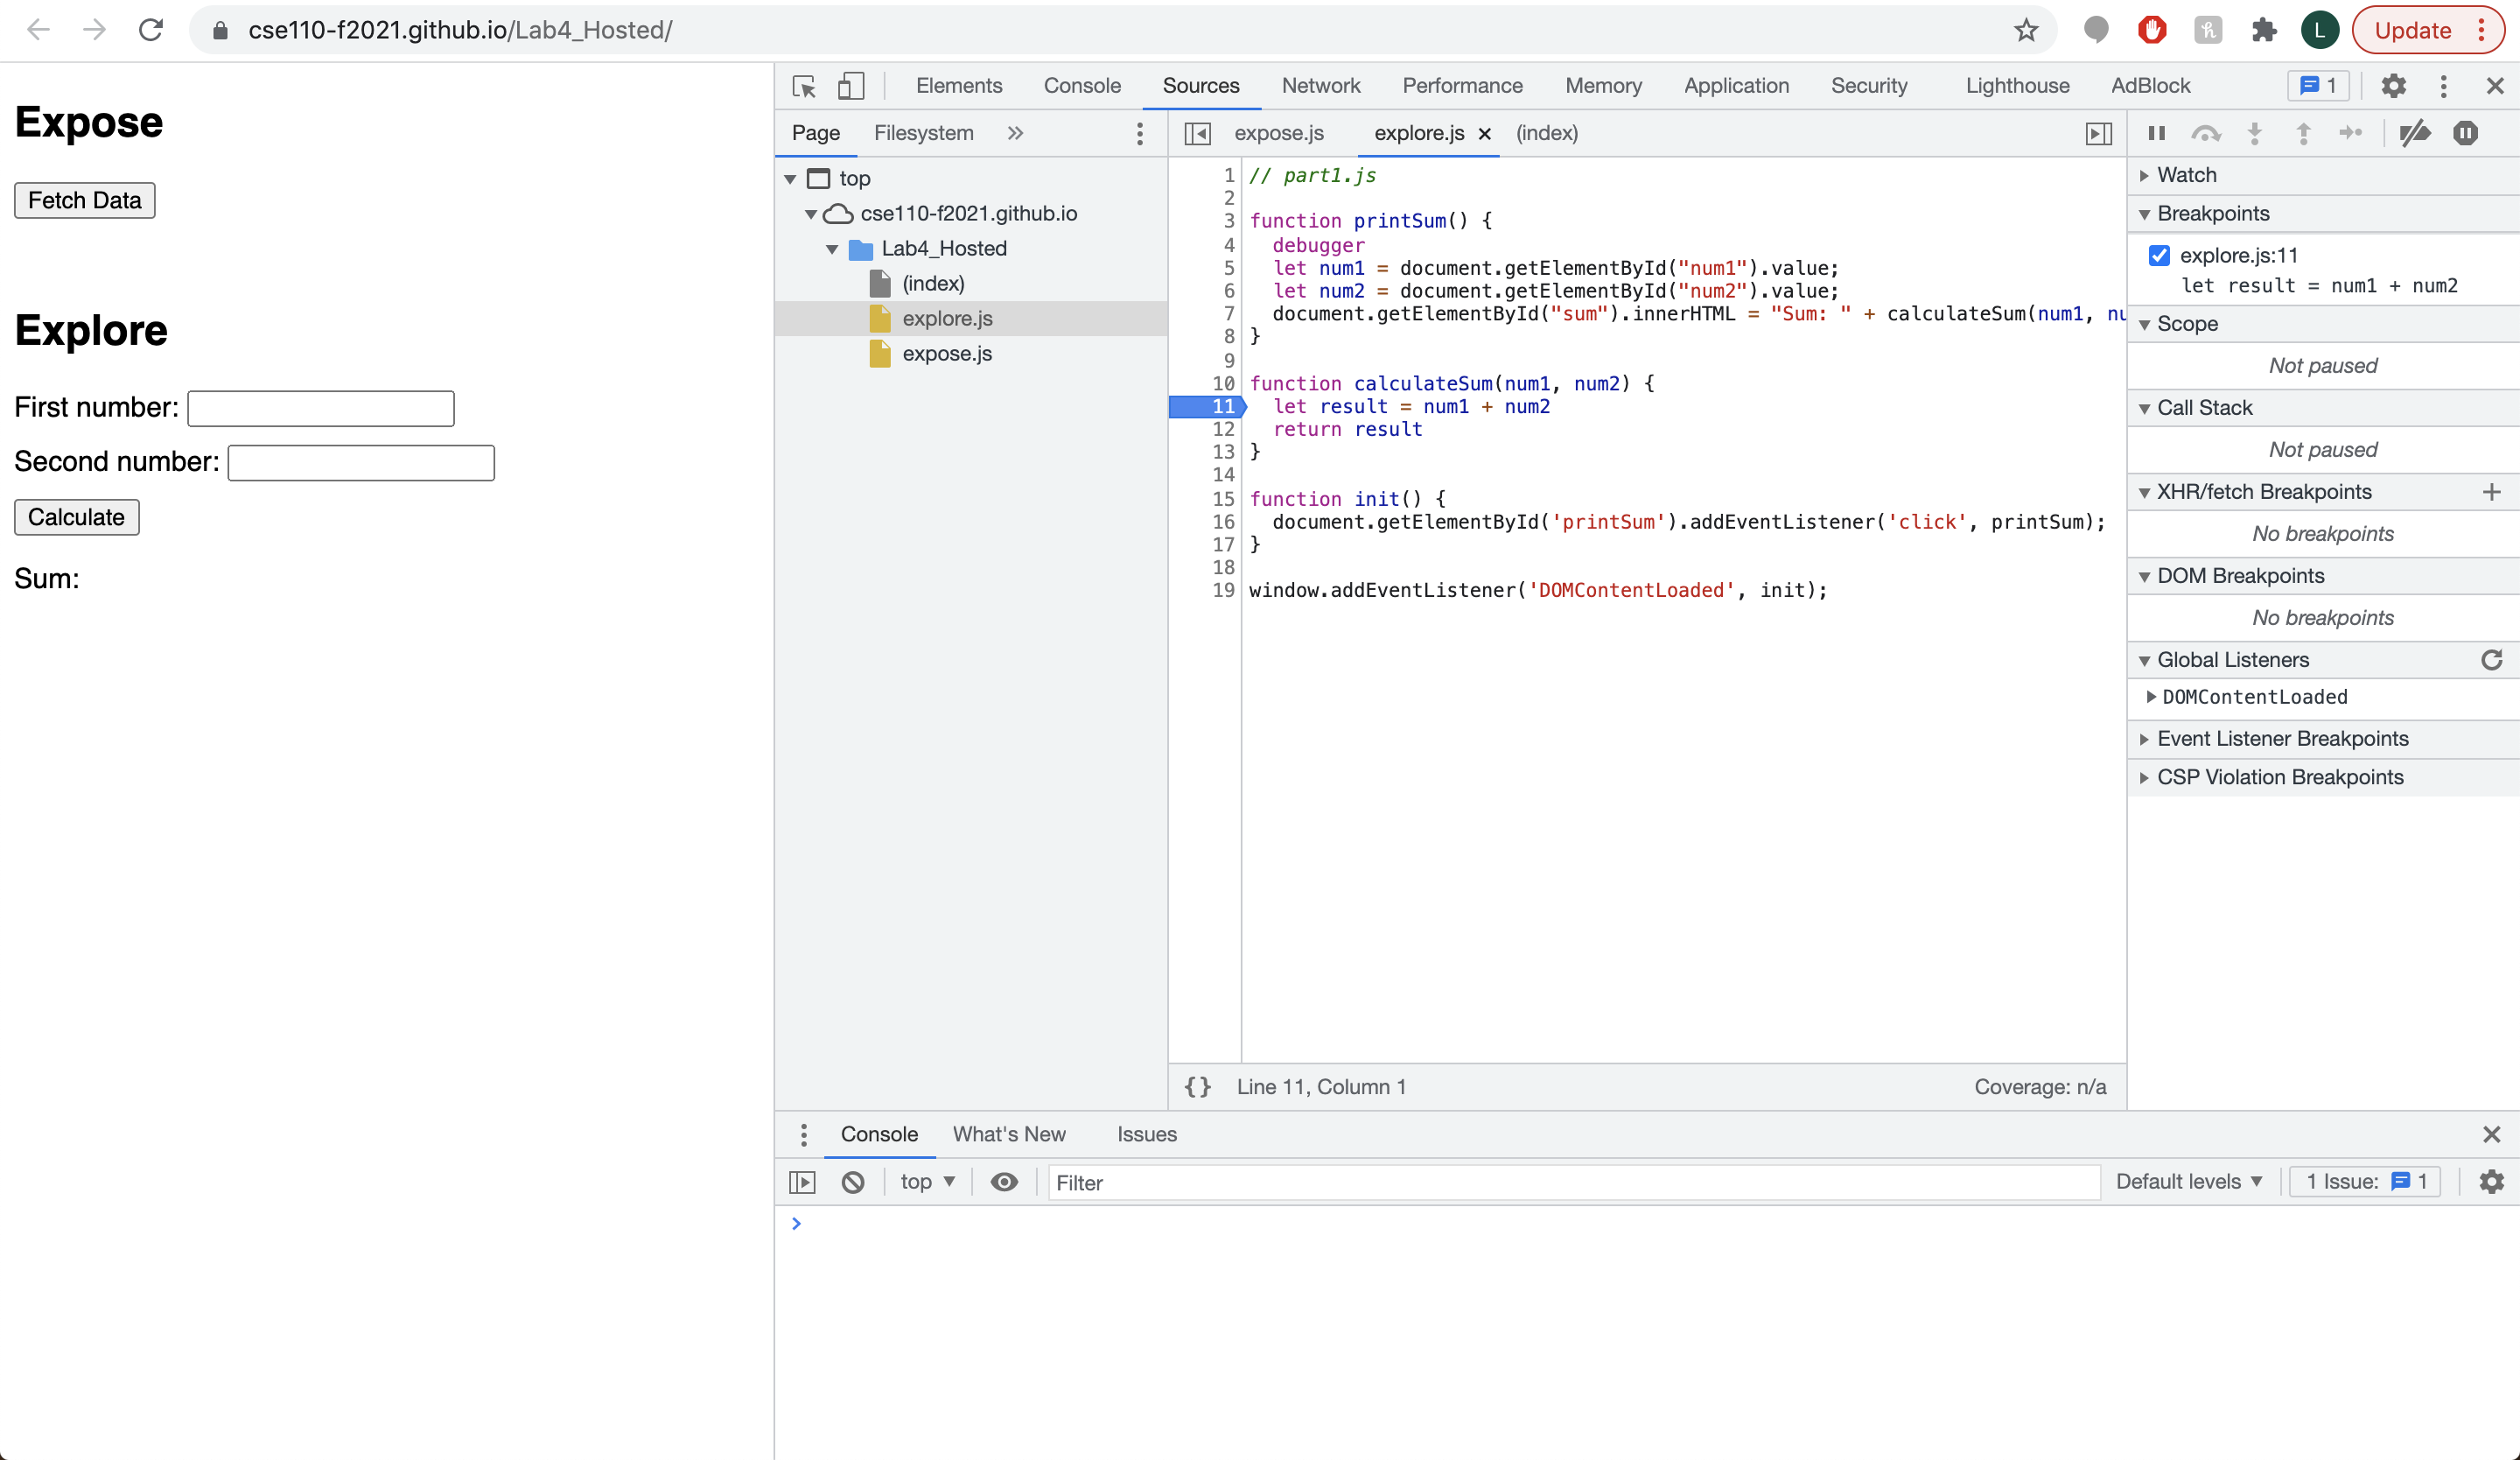 cse110-f2021.github.io/Lab4_Hosted/
L
Update
Expose
Fetch Data
Explore
First number:
Second number:
Calculate
Sum:
Elements Console Sources Network Performance Memory Application Security Lighthouse AdBlock 1
Page Filesystem
top
cse110-f2021.github.io
Lab4_Hosted
(index)
explore.js
expose.js
expose.js explore.js (index)
1 // part1.js
2
3 function printSum() {
4 debugger
5 let num1 = document.getElementById("num1").value;
6 let num2 = document.getElementById("num2").value;
7 document.getElementById("sum").innerHTML = "Sum: " + calculateSum(num1, nu
8 }
9
10 function calculateSum(num1, num2) {
11 let result = num1 + num2
12 return result
13 }
14
15 function init() {
16 document.getElementById('printSum').addEventListener('click', printSum);
17 }
18
19 window.addEventListener('DOMContentLoaded', init);
{} Line 11, Column 1 Coverage: n/a
Watch
Breakpoints
explore.js:11
let result = num1 + num2
Scope
Not paused
Call Stack
Not paused
XHR/fetch Breakpoints
No breakpoints
DOM Breakpoints
No breakpoints
Global Listeners
DOMContentLoaded
Event Listener Breakpoints
CSP Violation Breakpoints
Console What's New Issues
top Filter Default levels 1 Issue: 1